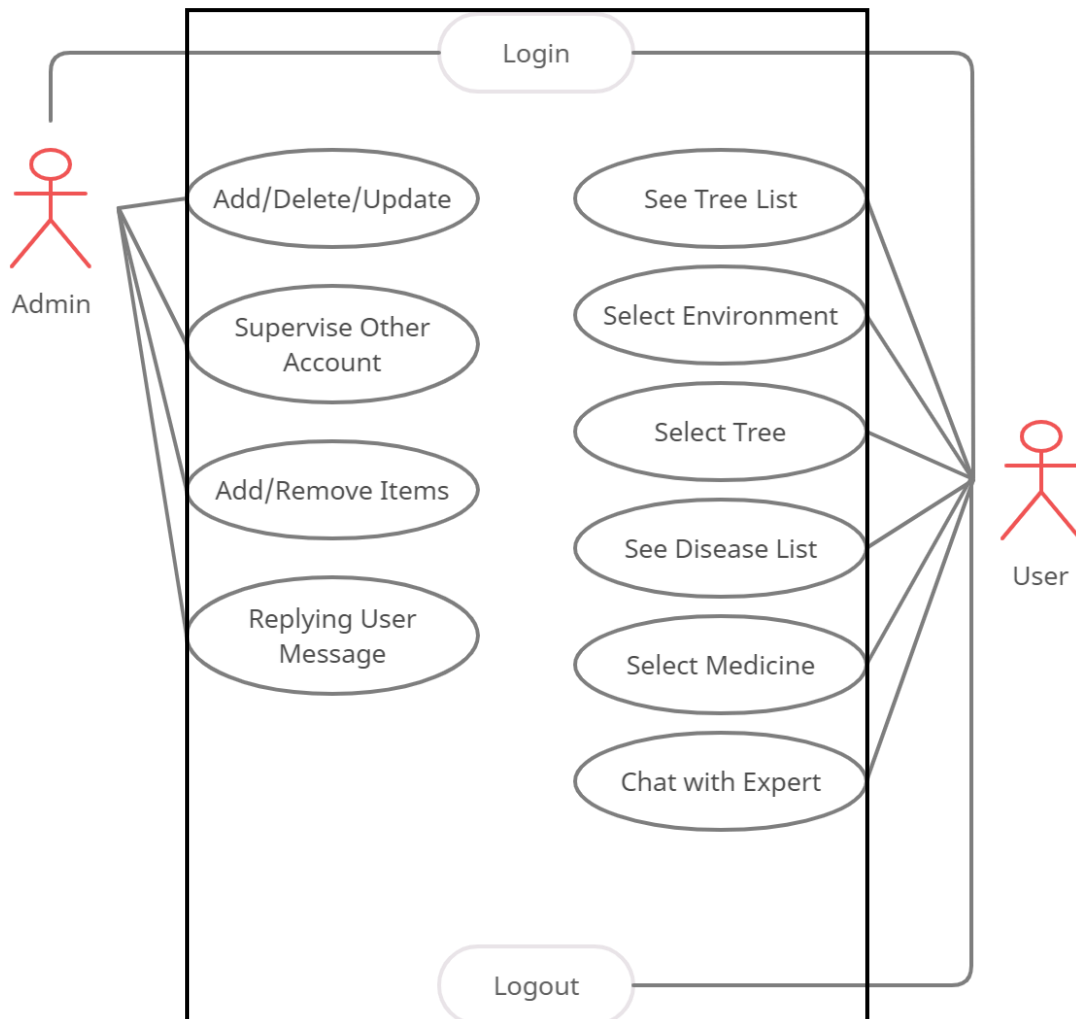 Login
Admin
Add/Delete/Update
Supervise Other
Account
Add/Remove Items
Replying User
Message
See Tree List
Select Environment
Select Tree
See Disease List
Select Medicine
Chat with Expert
User
Logout